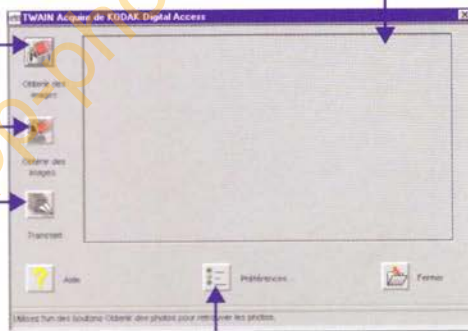 TWAIN Acquire de KODAK Digital Access
Obtenir des
images
Obtenir des
images
Transfert
Aide
Préférences...
Fermer
Utilisez l'un des boutons Obtenir des photos pour retrouver les photos.